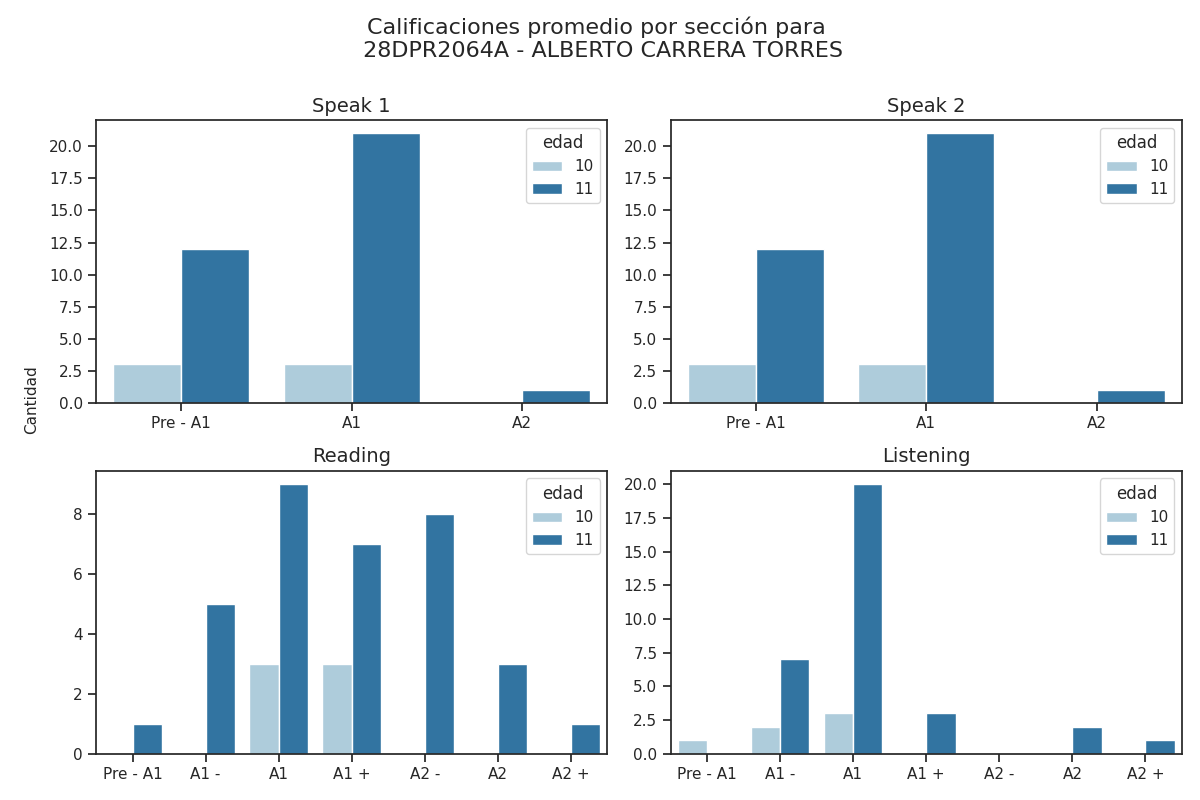 Calificaciones promedio por sección para
28DPR2064A - ALBERTO CARRERA TORRES
Speak 1
20.0
17.5
15.0
12.5
10.0
7.5
5.0
2.5
0.0
edad
10
11
Pre - A1 A1 A2
Speak 2
20.0
17.5
15.0
12.5
10.0
7.5
5.0
2.5
0.0
edad
10
11
Pre - A1 A1 A2
Cantidad
Reading
8
6
4
2
0
edad
10
11
Pre - A1 A1 - A1 A1 + A2 - A2 A2 +
Listening
20.0
17.5
15.0
12.5
10.0
7.5
5.0
2.5
0.0
edad
10
11
Pre - A1 A1 - A1 A1 + A2 - A2 A2 +